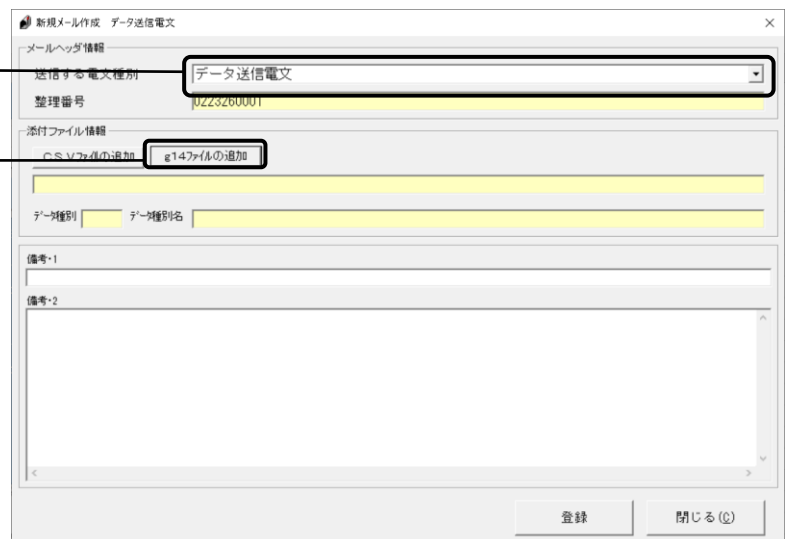 新規メール作成 データ送信電文
メールヘッダ情報
送信する電文種別 データ送信電文
整理番号 0223260001
添付ファイル情報
CSVファイルの追加 g14ファイルの追加
データ種別 データ種別名
備考・1
備考・2
登録 閉じる(C)